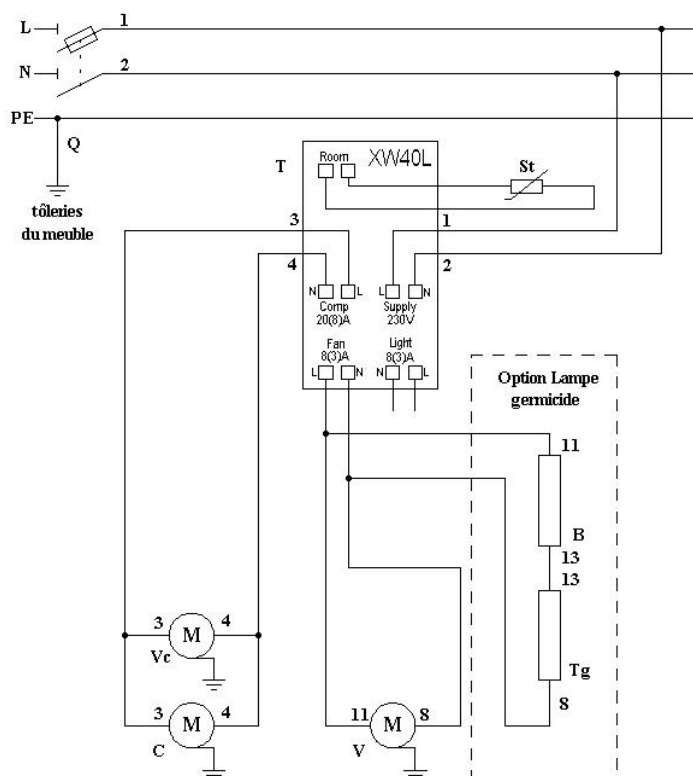 L 1
N 2
PE
Q
tôleries
du meuble
T Room XW40L
St
3 1
4 2
N L L N
Comp Supply
20(8)A 230V
Fan Light
8(3)A 8(3)A
L N N L
Option Lampe
germicide
11
B
13
13
3 M 4
Vc
Tg
8
3 M 4
C
11 M 8
V